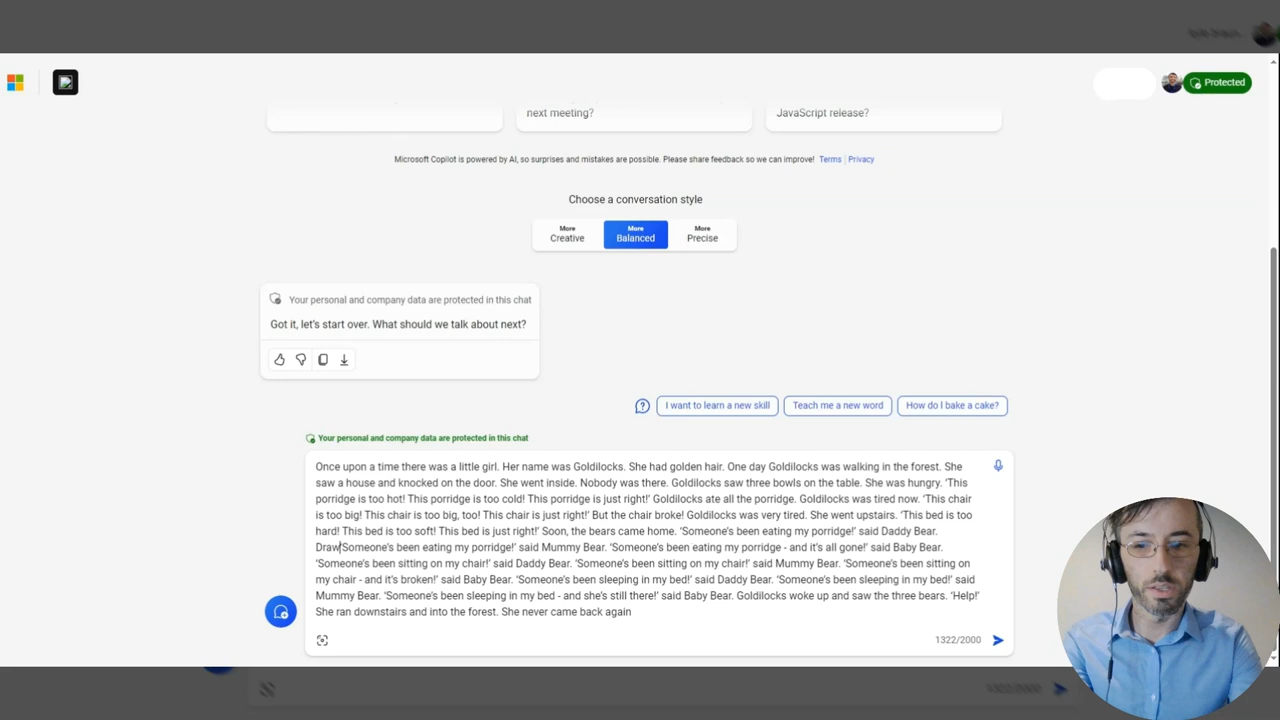 Protected
next meeting?
JavaScript release?
Microsoft Copilot is powered by AI, so surprises and mistakes are possible. Please share feedback so we can improve! Terms | Privacy
Choose a conversation style
More Creative
More Balanced
More Precise
Your personal and company data are protected in this chat
Got it, let's start over. What should we talk about next?
I want to learn a new skill
Teach me a new word
How do I bake a cake?
Your personal and company data are protected in this chat
Once upon a time there was a little girl. Her name was Goldilocks. She had golden hair. One day Goldilocks was walking in the forest. She
saw a house and knocked on the door. She went inside. Nobody was there. Goldilocks saw three bowls on the table. She was hungry. 'This
porridge is too hot! This porridge is too cold! This porridge is just right!' Goldilocks ate all the porridge. Goldilocks was tired now. 'This chair
is too big! This chair is too big, too! This chair is just right!' But the chair broke! Goldilocks was very tired. She went upstairs. 'This bed is too
hard! This bed is too soft! This bed is just right!' Soon, the bears came home. 'Someone's been eating my porridge!' said Daddy Bear.
Draw'Someone's been eating my porridge!' said Mummy Bear. 'Someone's been eating my porridge - and it's all gone!' said Baby Bear.
'Someone's been sitting on my chair!' said Daddy Bear. 'Someone's been sitting on my chair!' said Mummy Bear. 'Someone's been sitting on
my chair - and it's broken!' said Baby Bear. 'Someone's been sleeping in my bed!' said Daddy Bear. 'Someone's been sleeping in my bed!' said
Mummy Bear. 'Someone's been sleeping in my bed - and she's still there!' said Baby Bear. Goldilocks woke up and saw the three bears. 'Help!'
She ran downstairs and into the forest. She never came back again
1322/2000
1322/2000